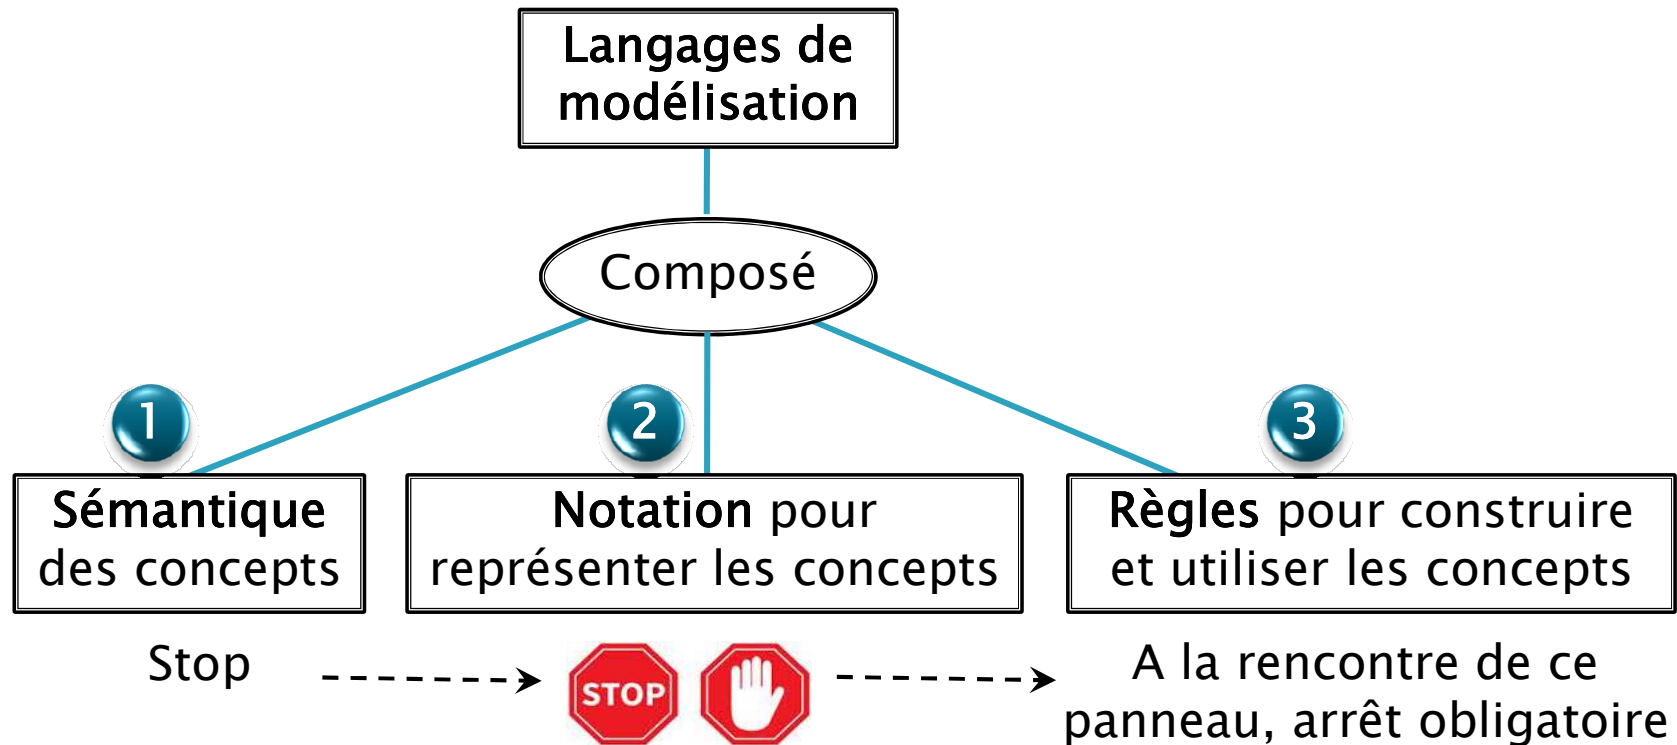 Langages de
modélisation
Composé
1
2
3
Sémantique
des concepts
Notation pour
représenter les concepts
Règles pour construire
et utiliser les concepts
Stop
STOP
A la rencontre de ce
panneau, arrêt obligatoire